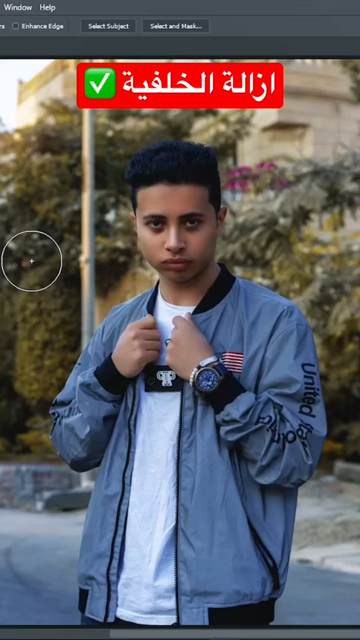 Window Help
Enhance Edge Select Subject Select and Mask...
ازالة الخلفية ✅
United